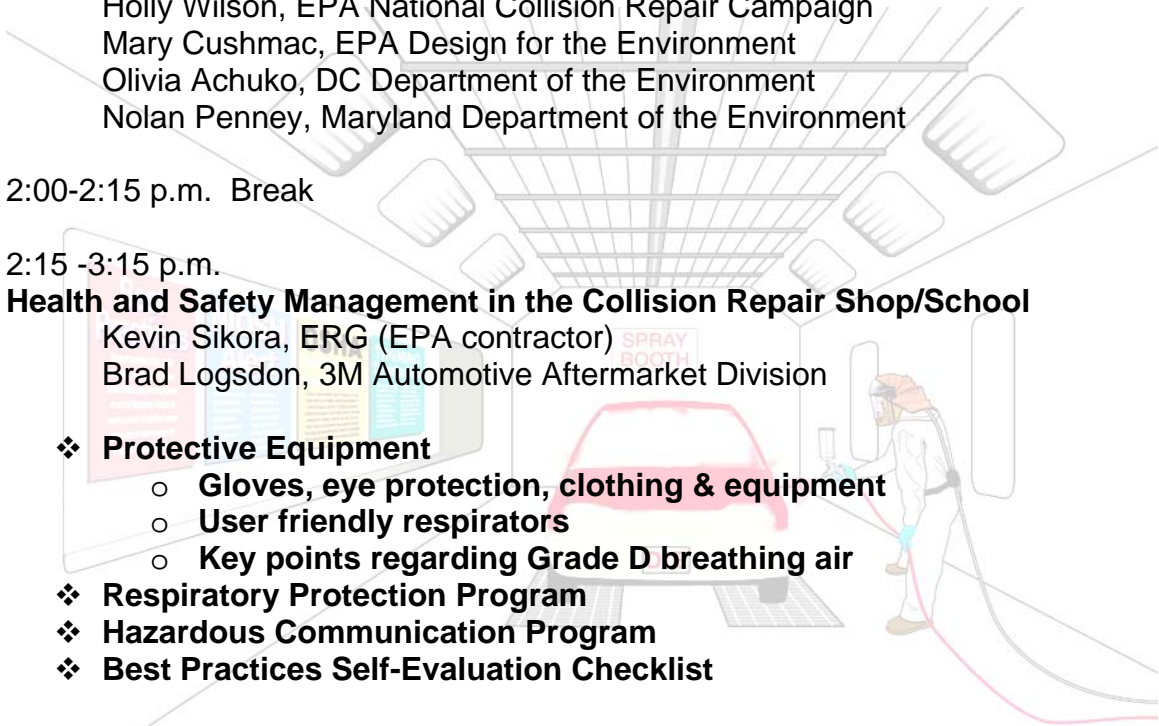 Holly Wilson, EPA National Collision Repair Campaign
Mary Cushmac, EPA Design for the Environment
Olivia Achuko, DC Department of the Environment
Nolan Penney, Maryland Department of the Environment
2:00-2:15 p.m. Break
2:15 -3:15 p.m.
Health and Safety Management in the Collision Repair Shop/School
Kevin Sikora, ERG (EPA contractor)
Brad Logsdon, 3M Automotive Aftermarket Division
SPRAY
BOOTH
❖ Protective Equipment
o Gloves, eye protection, clothing & equipment
o User friendly respirators
o Key points regarding Grade D breathing air
❖ Respiratory Protection Program
❖ Hazardous Communication Program
❖ Best Practices Self-Evaluation Checklist